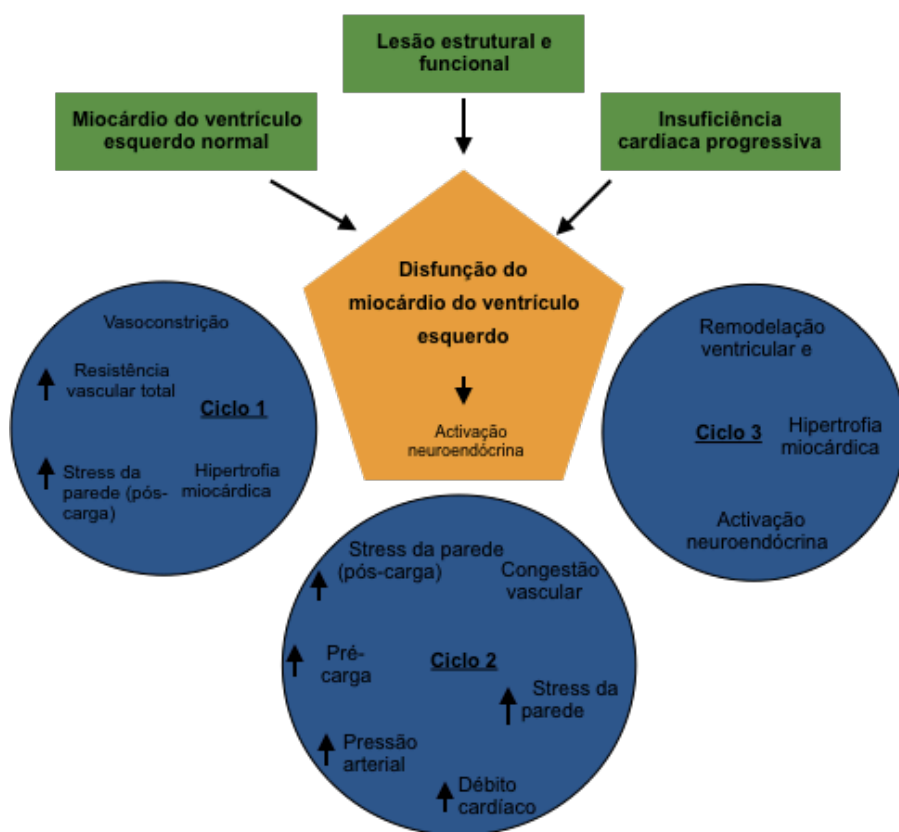 Lesão estrutural e
funcional
Miocárdio do ventrículo
esquerdo normal
Insuficiência
cardíaca progressiva
Disfunção do
miocárdio do ventrículo
esquerdo
Activação
neuroendócrina
Vasoconstrição
Resistência
vascular total
Ciclo 1
Stress da
parede (pós-
carga)
Hipertrofia
miocárdica
Stress da parede
(pós-carga)
Congestão
vascular
Pré-
carga
Ciclo 2
Stress da
parede
Pressão
arterial
Débito
cardíaco
Remodelação
ventricular e
Ciclo 3
Hipertrofia
miocárdica
Activação
neuroendócrina